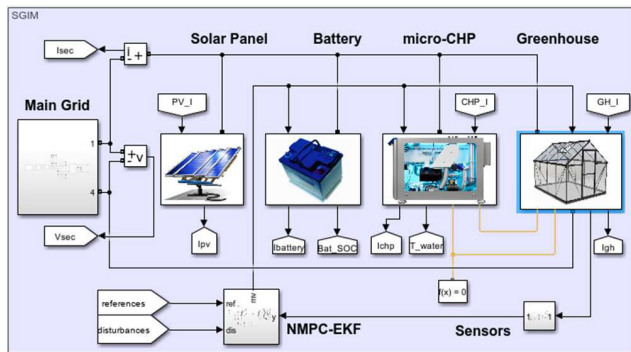 SGIM
Solar Panel
Battery
micro-CHP
Greenhouse
Isec
i
+
Main Grid
PV_I
CHP_I
GH_I
1
4
+
-
v
Vsec
Ipv
Ibattery
Bat_SOC
Ichp
T_water
Igh
f(x) = 0
references
disturbances
ref
dis
mv
y
NMPC-EKF
Sensors